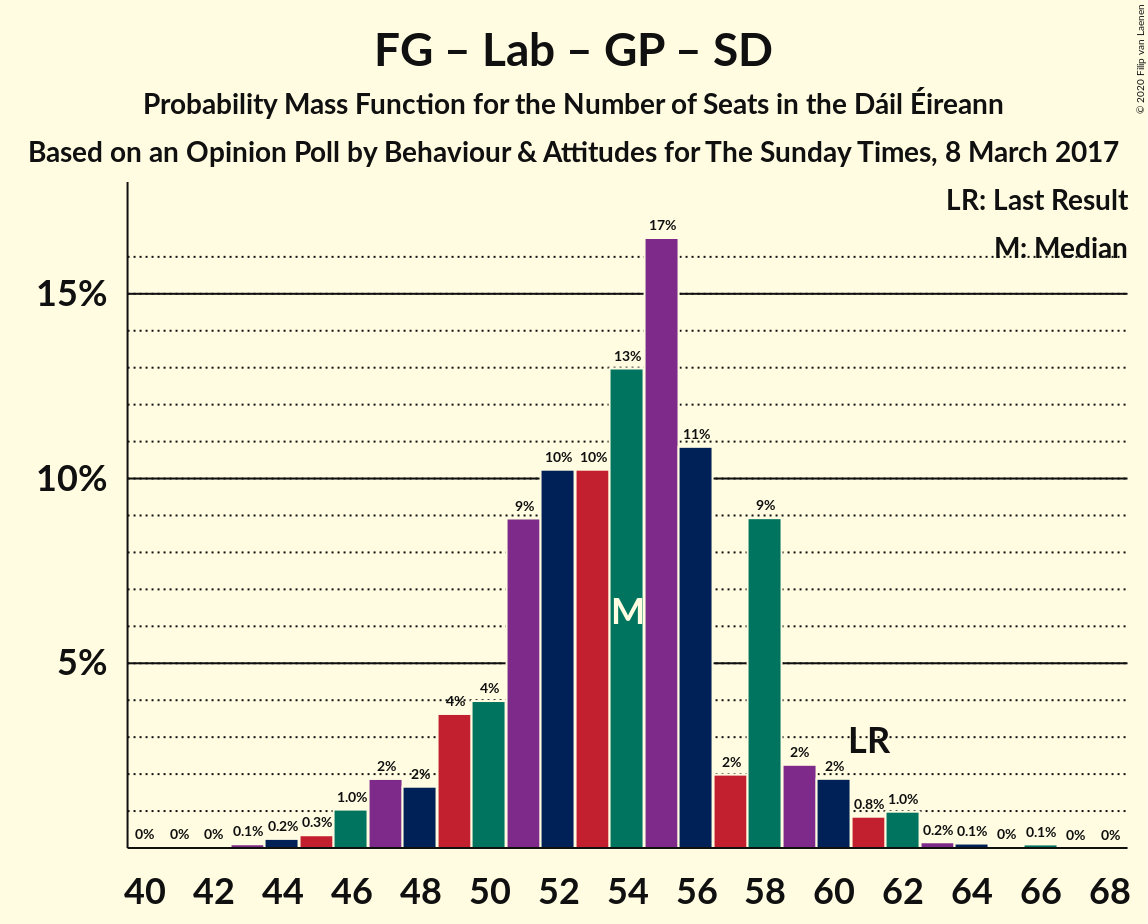 FG – Lab – GP – SD
Probability Mass Function for the Number of Seats in the Dáil Éireann
Based on an Opinion Poll by Behaviour & Attitudes for The Sunday Times, 8 March 2017
© 2020 Filip van Laenen
LR: Last Result
M: Median
15%
10%
5%
0% 0% 0% 0.1% 0.2% 0.3% 1.0% 2% 2% 4% 4% 9% 10% 10% 13% 17% 11% 2% 9% 2% 2% 0.8% 1.0% 0.2% 0.1% 0% 0.1% 0% 0%
M
LR
40 42 44 46 48 50 52 54 56 58 60 62 64 66 68